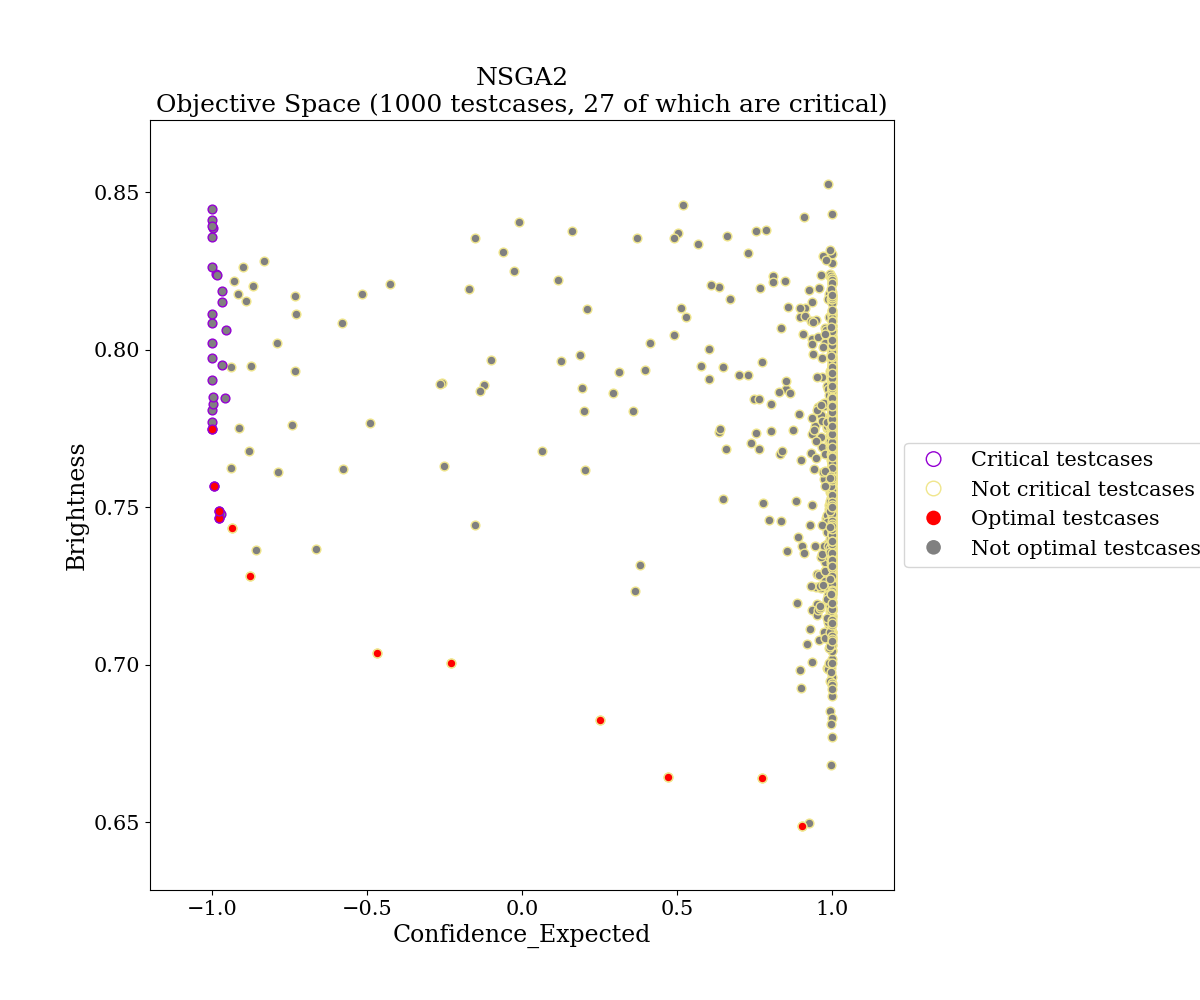 NSGA2
Objective Space (1000 testcases, 27 of which are critical)
0.85
0.80
0.75
0.70
0.65
Brightness
−1.0
−0.5
0.0
0.5
1.0
Confidence_Expected
Critical testcases
Not critical testcases
Optimal testcases
Not optimal testcases